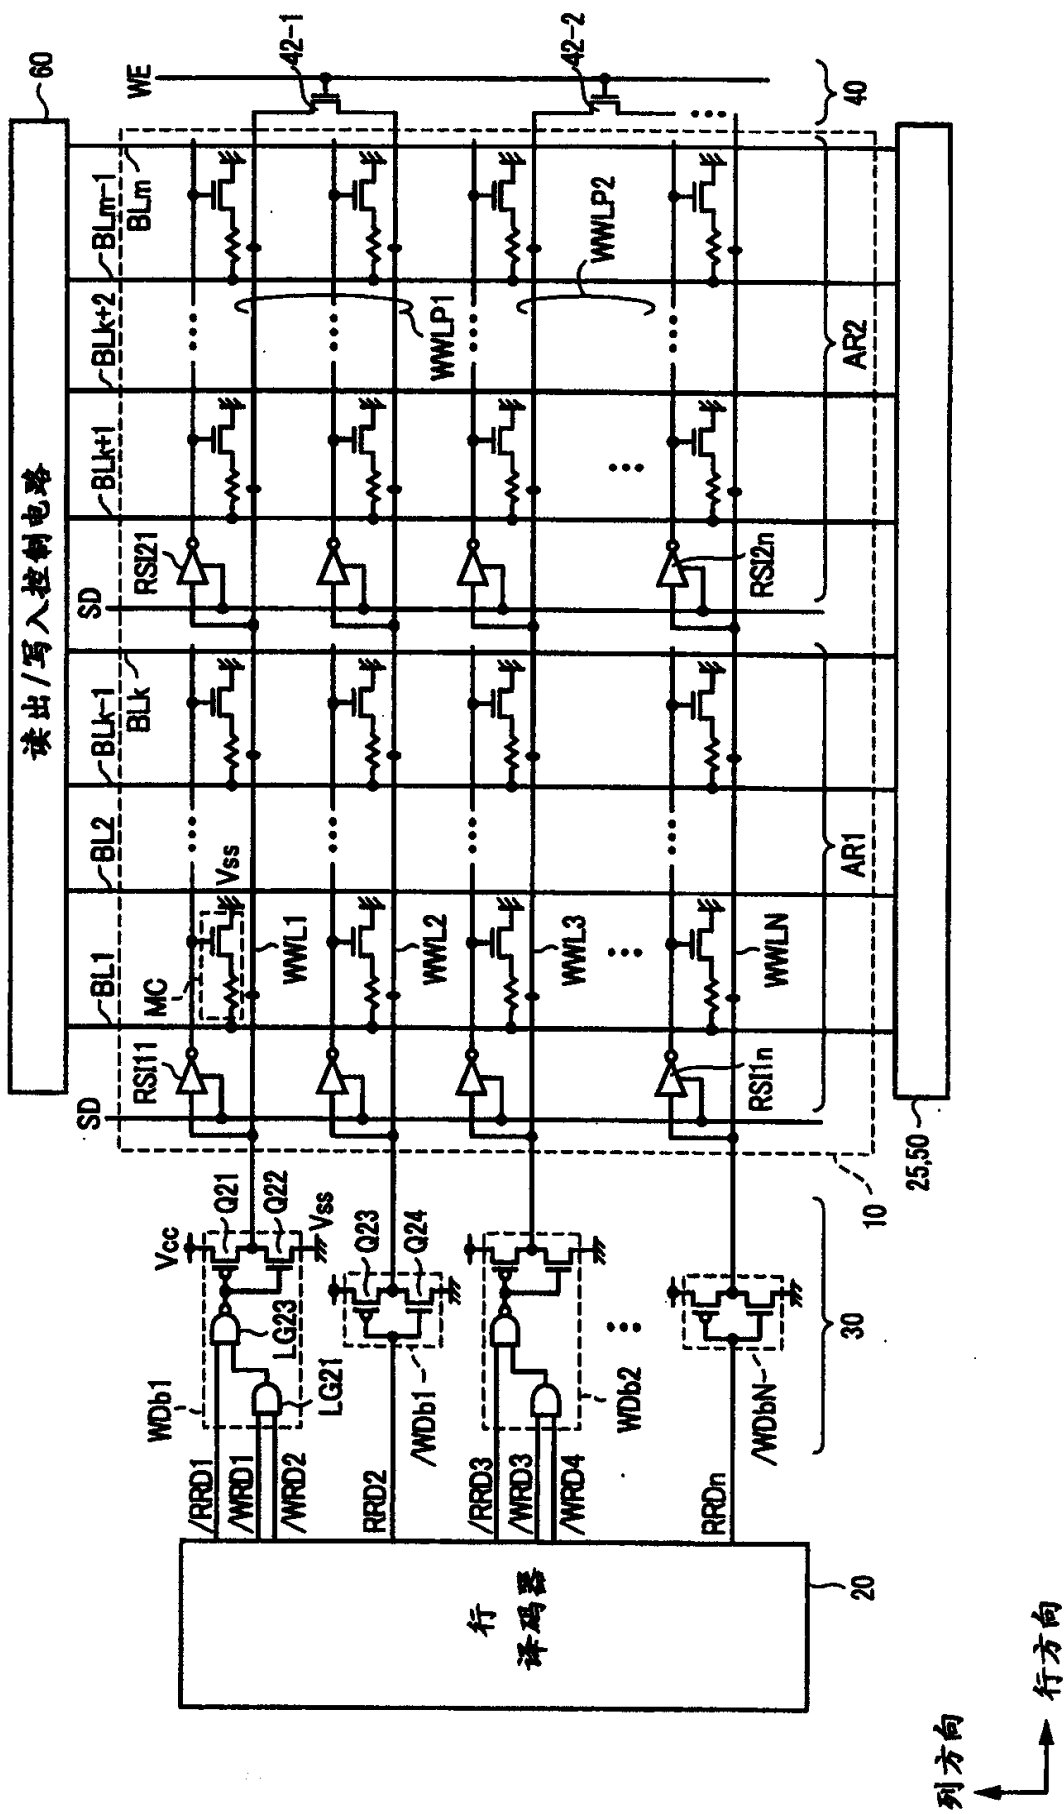 读出/写入控制电路
60
BL1
BL2
BLk-1
BLk
BLk+1
BLk+2
BLm-1
BLm
SD
SD
WE
42-1
42-2
40
RSI11
MC
Vss
RSI21
WWL1
WWL2
WWL3
WWLN
WWLP1
WWLP2
RSI1n
RSI2n
AR1
AR2
25,50
10
30
Vcc
Q21
Q22
Vss
WDb1
LG23
LG21
Q23
Q24
/WDb1
WDb2
/WDbN
/RRD1
/WRD1
/WRD2
RRD2
/RRD3
/WRD3
/WRD4
RRDn
行
译码器
20
列方向
行方向